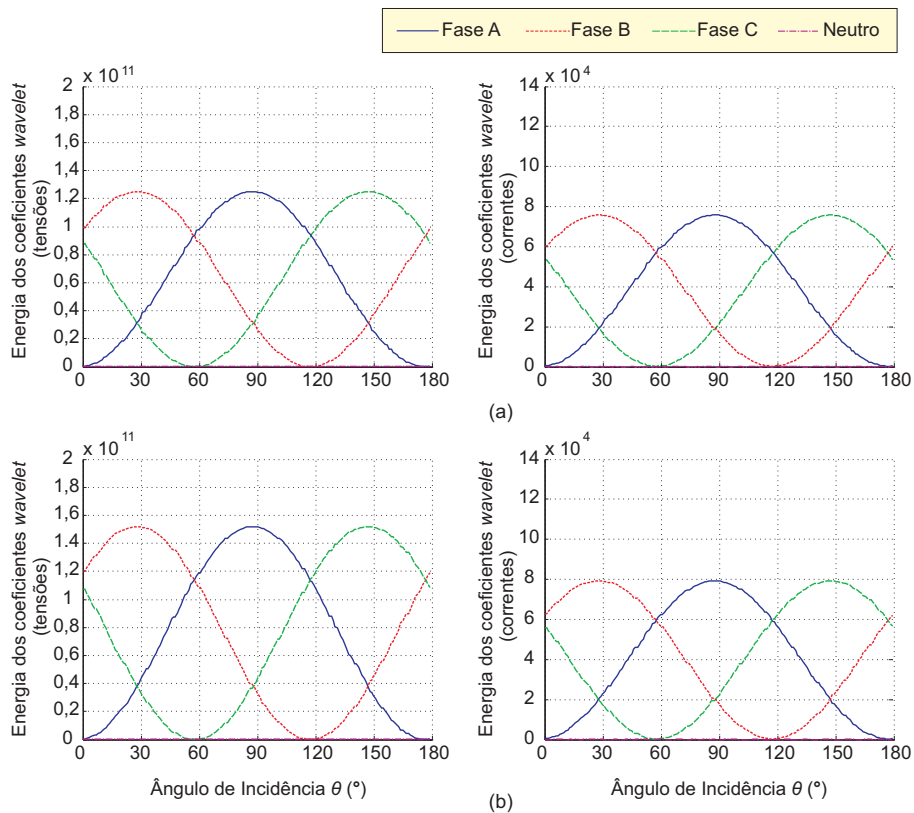 Fase A Fase B Fase C Neutro
x 10 11
2
1,8
1,6
1,4
1,2
1
0,8
0,6
0,4
0,2
0
0 30 60 90 120 150 180
Energia dos coeficientes wavelet
(tensões)
x 10 4
14
12
10
8
6
4
2
0
0 30 60 90 120 150 180
Energia dos coeficientes wavelet
(correntes)
(a)
x 10 11
2
1,8
1,6
1,4
1,2
1
0,8
0,6
0,4
0,2
0
0 30 60 90 120 150 180
Energia dos coeficientes wavelet
(tensões)
Ângulo de Incidência θ (°)
x 10 4
14
12
10
8
6
4
2
0
0 30 60 90 120 150 180
Energia dos coeficientes wavelet
(correntes)
Ângulo de Incidência θ (°)
(b)